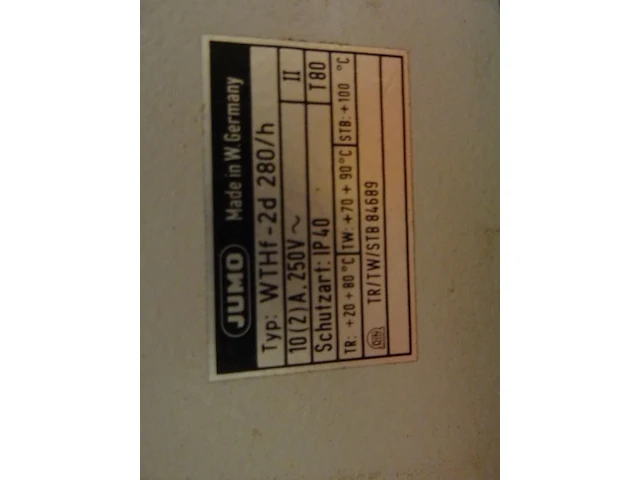 JUMO Made in W. Germany
Typ: WTHf-2d 280/h
10(2)A, 250V~ II
Schutzart: IP40 T80
TR: +20+80°C TW: +70+90°C STB: +100 °C
DIN TR/TW/STB 84689